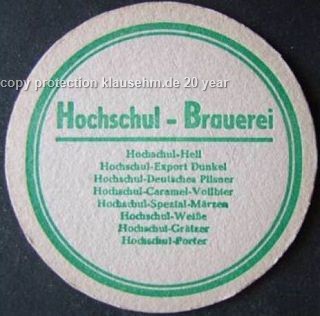 copy protection klausehm.de 20 year
Hochschul - Brauerei
Hochschul-Hell
Hochschul-Export Dunkel
Hochschul-Deutsches Pilsner
Hochschul-Caramel-Vollbier
Hochschul-Spezial-Märzen
Hochschul-Weiße
Hochschul-Grätzer
Hochschul-Porter